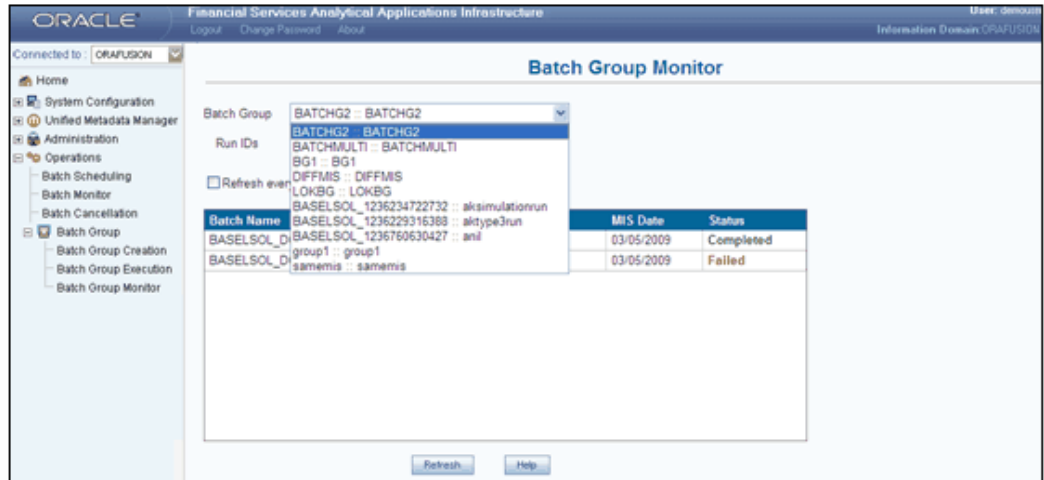 ORACLE
Financial Services Analytical Applications Infrastructure
Logout Change Password About
User:
Information Domain:ORAFUSION
Connected to : ORAFUSION
Home
System Configuration
Unified Metadata Manager
Administration
Operations
Batch Scheduling
Batch Monitor
Batch Cancellation
Batch Group
Batch Group Creation
Batch Group Execution
Batch Group Monitor
Batch Group Monitor
Batch Group BATCHG2 :: BATCHG2
BATCHG2 :: BATCHG2
BATCHMULTI :: BATCHMULTI
BG1 :: BG1
DIFFMIS :: DIFFMIS
LOKBG :: LOKBG
BASELSOL_1236234722732 :: aksimulationrun
BASELSOL_1236229316388 :: aktype3run
BASELSOL_1236760630427 :: anil
group1 :: group1
samemis :: samemis
Run IDs
Refresh
Batch Name MIS Date Status
03/05/2009 Completed
03/05/2009 Failed
Refresh Help